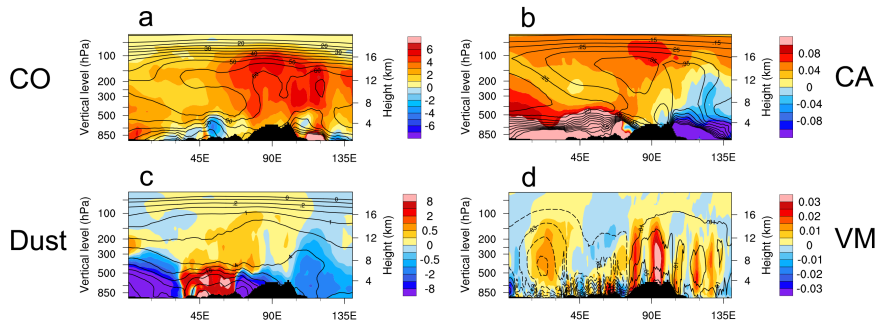 a
b
CO
CA
Vertical level (hPa)
100
200
300
500
850
16
12
8
4
Height (km)
6
4
2
0
-2
-4
-6
45E
90E
135E
Vertical level (hPa)
100
200
300
500
850
16
12
8
4
Height (km)
0.08
0.04
0
-0.04
-0.08
45E
90E
135E
c
d
Dust
VM
Vertical level (hPa)
100
200
300
500
850
16
12
8
4
Height (km)
8
2
0.5
0
-0.5
-2
-8
45E
90E
135E
Vertical level (hPa)
100
200
300
500
850
16
12
8
4
Height (km)
0.03
0.02
0.01
0
-0.01
-0.02
-0.03
45E
90E
135E